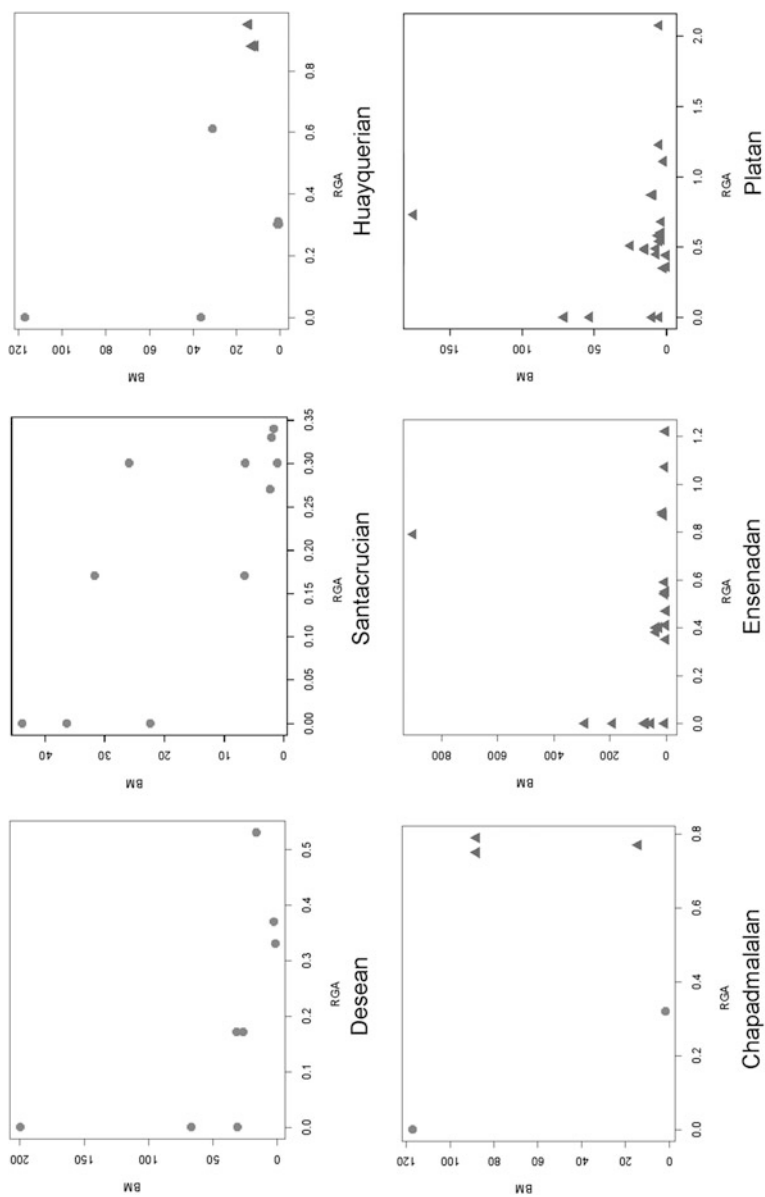 200
150
100
50
0
BM
0.0 0.1 0.2 0.3 0.4 0.5
RGA
Desean
40
30
20
10
0
BM
0.00 0.05 0.10 0.15 0.20 0.25 0.30 0.35
RGA
Santacrucian
120
100
80
60
40
20
0
BM
0.0 0.2 0.4 0.6 0.8
RGA
Huayquerian
120
100
80
60
40
20
0
BM
0.0 0.2 0.4 0.6 0.8
RGA
Chapadmalalan
800
600
400
200
0
BM
0.0 0.2 0.4 0.6 0.8 1.0 1.2
RGA
Ensenadan
150
100
50
0
BM
0.0 0.5 1.0 1.5 2.0
RGA
Platan